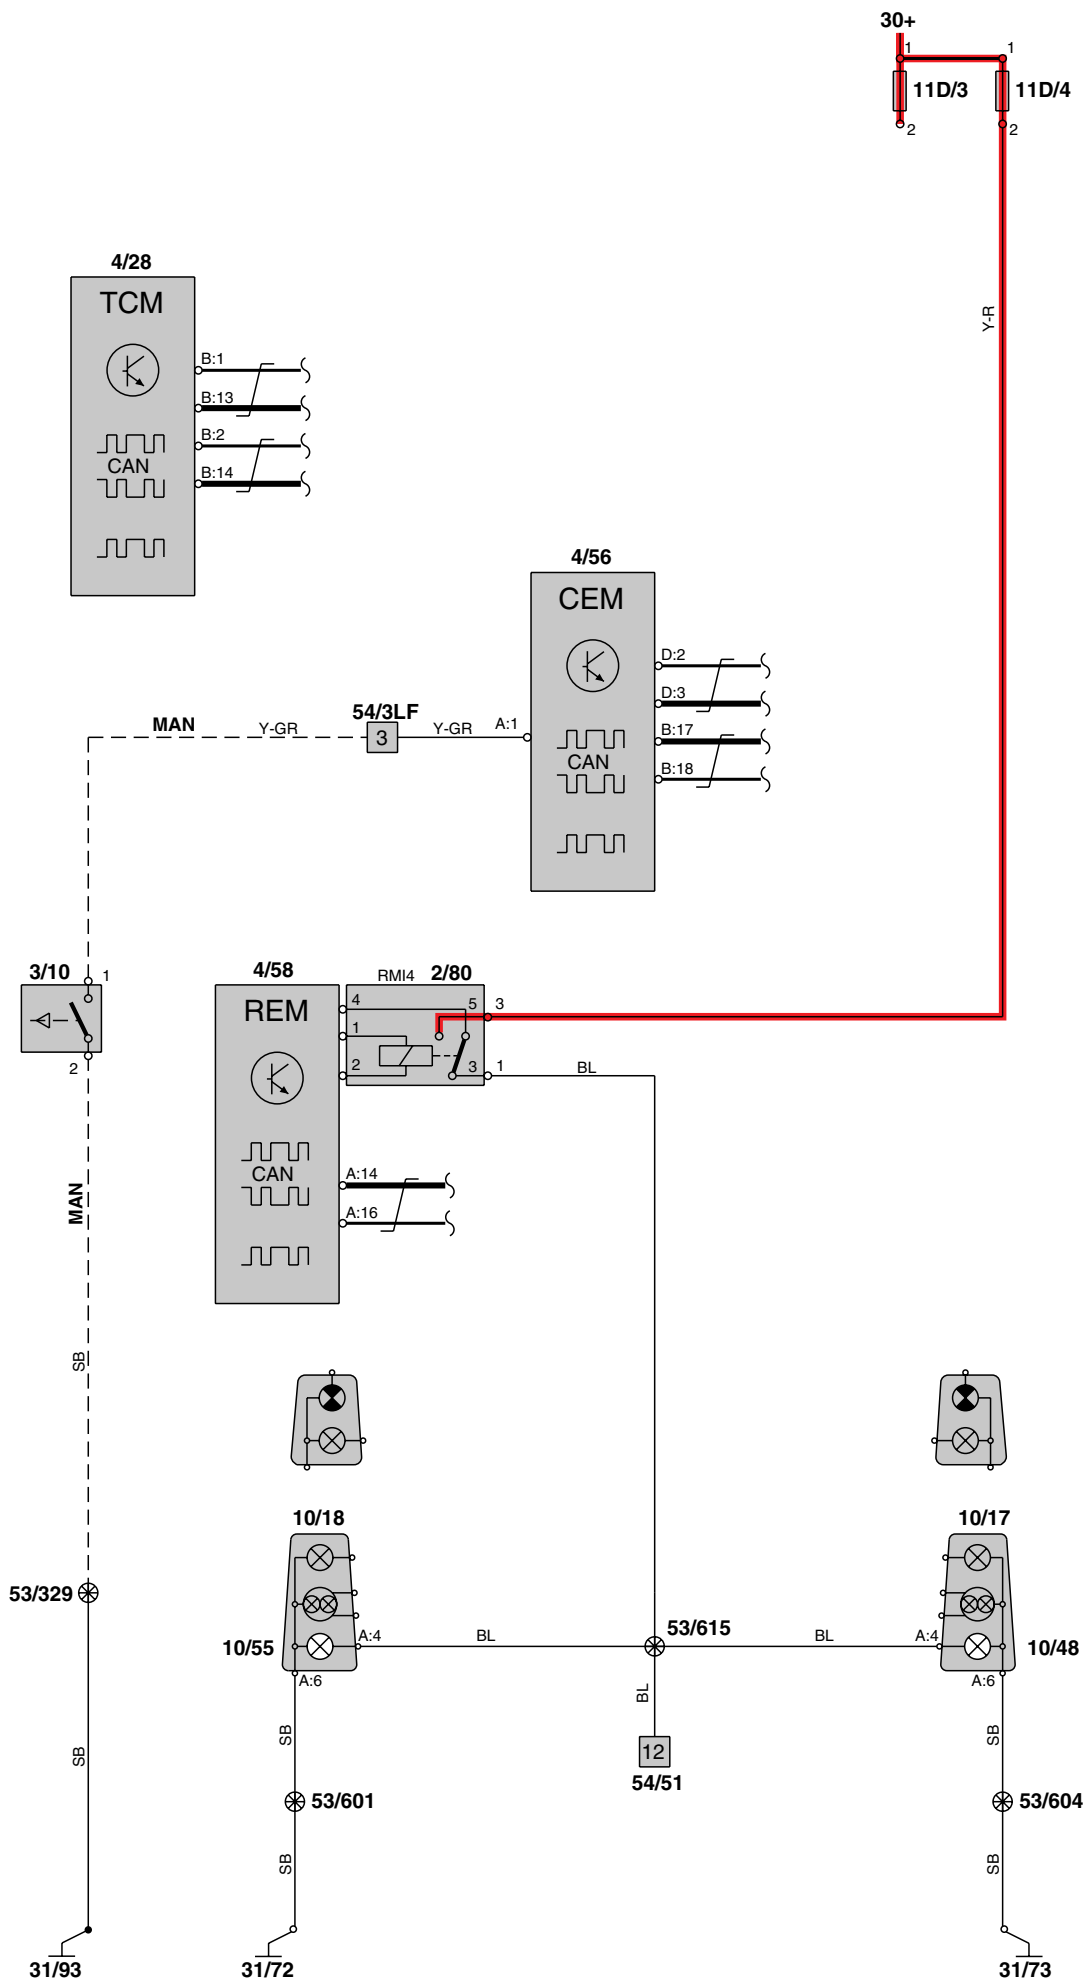 30+
1 1
11D/3 11D/4
2 2
Y-R
4/28
TCM
B:1
B:13
B:2
CAN
B:14
4/56
CEM
D:2
D:3
B:17
CAN
B:18
54/3LF
MAN Y-GR 3 Y-GR A:1
3/10 1
2
4/58 RMI4 2/80
REM
4 5 3
1
2 3 1 BL
A:14
CAN
A:16
MAN
SB
10/18 10/17
53/329
53/615
10/55 A:4 BL BL A:4 10/48
A:6 A:6
BL
SB SB
SB
12
54/51
53/601 53/604
SB SB
31/93 31/72 31/73